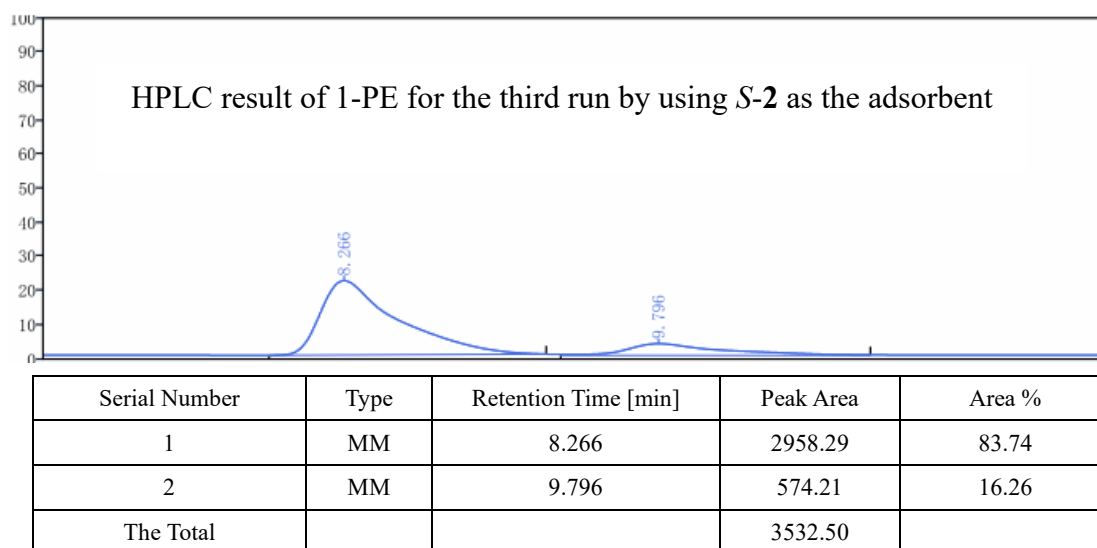 100
90
80
70
60
50
40
30
20
10
0
HPLC result of 1-PE for the third run by using S-2 as the adsorbent
8.266
9.796
Serial Number Type Retention Time [min] Peak Area Area %
1 MM 8.266 2958.29 83.74
2 MM 9.796 574.21 16.26
The Total 3532.50